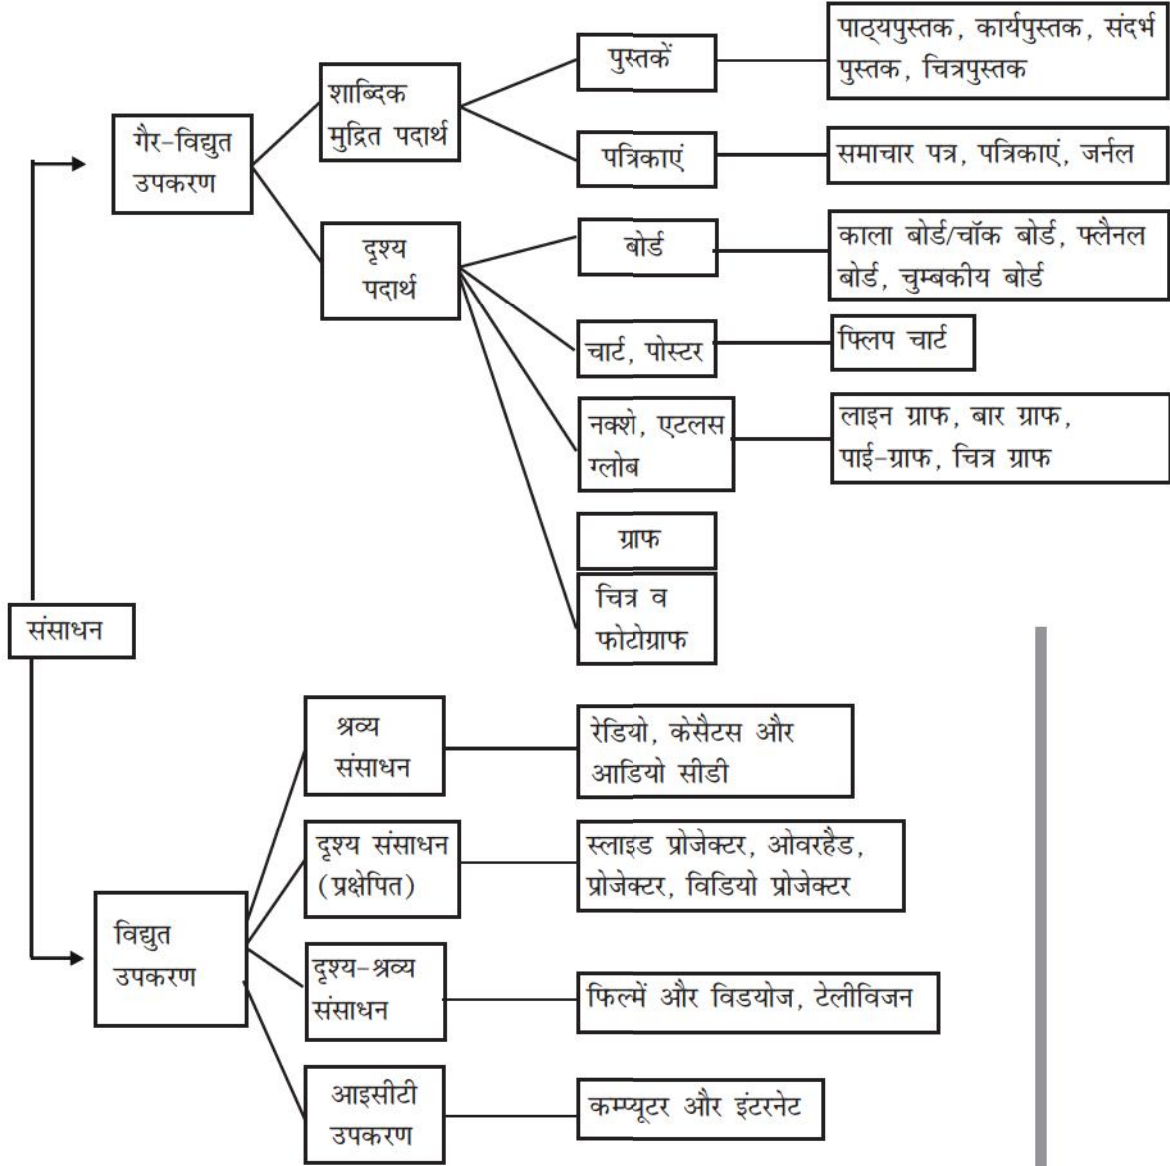 पाठ्यपुस्तक, कार्यपुस्तक, संदर्भ
पुस्तक, चित्रपुस्तक
पुस्तकें
शाब्दिक
मुद्रित पदार्थ
गैर-विद्युत
उपकरण
पत्रिकाएं
समाचार पत्र, पत्रिकाएं, जर्नल
दृश्य
पदार्थ
बोर्ड
काला बोर्ड/चॉक बोर्ड, फ्लैनल
बोर्ड, चुम्बकीय बोर्ड
चार्ट, पोस्टर
फ्लिप चार्ट
नक्शे, एटलस
ग्लोब
लाइन ग्राफ, बार ग्राफ,
पाई-ग्राफ, चित्र ग्राफ
ग्राफ
चित्र व
फोटोग्राफ
संसाधन
श्रव्य
संसाधन
रेडियो, केसैटस और
आडियो सीडी
दृश्य संसाधन
(प्रक्षेपित)
स्लाइड प्रोजेक्टर, ओवरहैड,
प्रोजेक्टर, विडियो प्रोजेक्टर
विद्युत
उपकरण
दृश्य-श्रव्य
संसाधन
फिल्में और विडयोज, टेलीविजन
आइसीटी
उपकरण
कम्प्यूटर और इंटरनेट